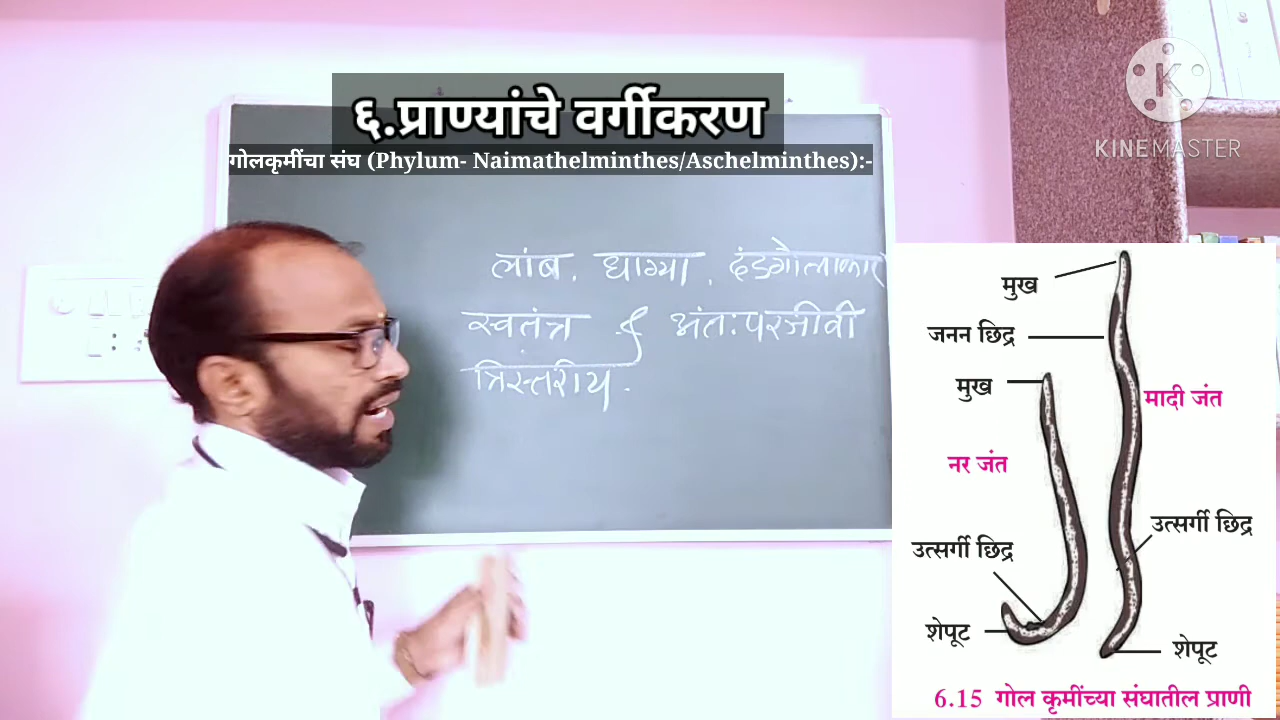 ६.प्राण्यांचे वर्गीकरण
गोलकृमींचा संघ (Phylum- Naimathelminthes/Aschelminthes):-
KINEMASTER
लांब. धाग्या. दंडगोलाकार
स्वतंत्र & अंतःपरजीवी
त्रिस्तरीय.
मुख
जनन छिद्र
मुख
मादी जंत
नर जंत
उत्सर्गी छिद्र
उत्सर्गी छिद्र
शेपूट
शेपूट
6.15 गोल कृमींच्या संघातील प्राणी